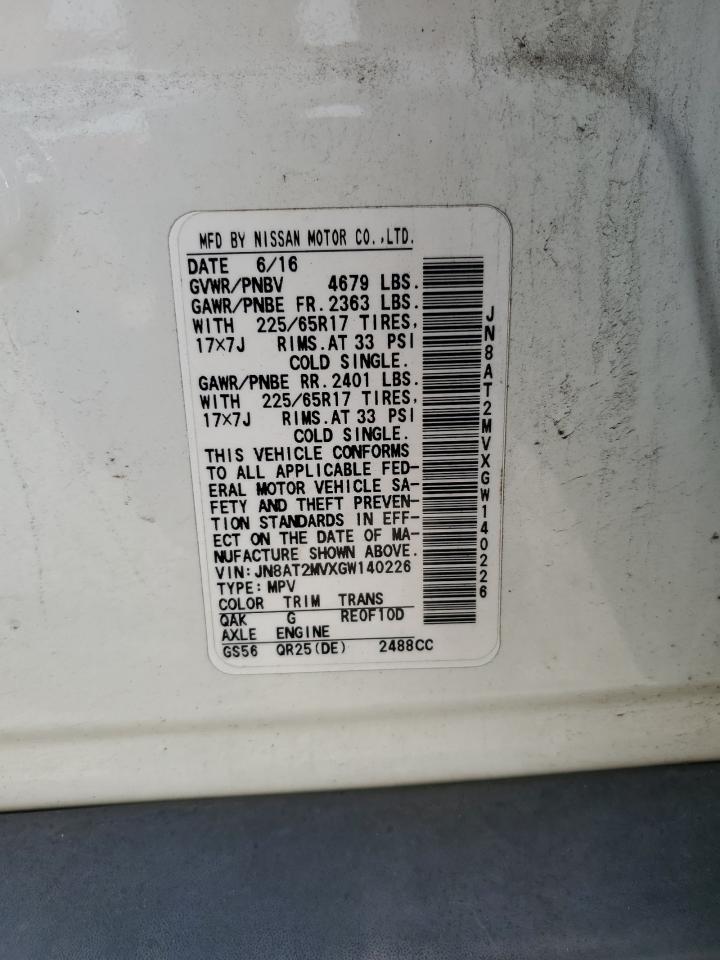 MFD BY NISSAN MOTOR CO.,LTD.
DATE 6/16
GVWR/PNBV 4679 LBS.
GAWR/PNBE FR. 2363 LBS.
WITH 225/65R17 TIRES,
17×7J RIMS. AT 33 PSI
COLD SINGLE.
GAWR/PNBE RR. 2401 LBS.
WITH 225/65R17 TIRES,
17×7J RIMS. AT 33 PSI
COLD SINGLE.
THIS VEHICLE CONFORMS
TO ALL APPLICABLE FED-
ERAL MOTOR VEHICLE SA-
FETY AND THEFT PREVEN-
TION STANDARDS IN EFF-
ECT ON THE DATE OF MA-
NUFACTURE SHOWN ABOVE.
VIN:JN8AT2MVXGW140226
TYPE:MPV
COLOR TRIM TRANS
QAK G RE0F10D
AXLE ENGINE
GS56 QR25(DE) 2488CC
JN8AT2MVXGW140226